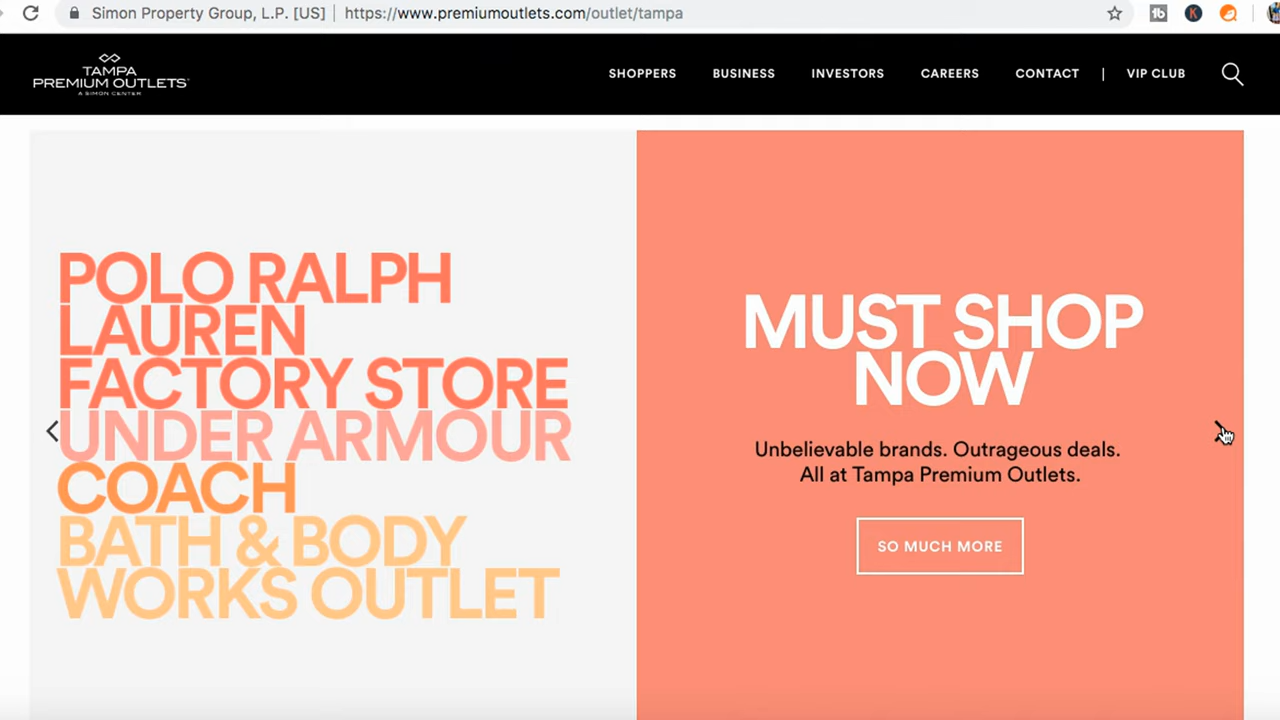 Simon Property Group, L.P. [US] https://www.premiumoutlets.com/outlet/tampa
TAMPA
PREMIUM OUTLETS®
A SIMON CENTER
SHOPPERS BUSINESS INVESTORS CAREERS CONTACT | VIP CLUB
POLO RALPH
LAUREN
FACTORY STORE
UNDER ARMOUR
COACH
BATH & BODY
WORKS OUTLET
MUST SHOP
NOW
Unbelievable brands. Outrageous deals.
All at Tampa Premium Outlets.
SO MUCH MORE